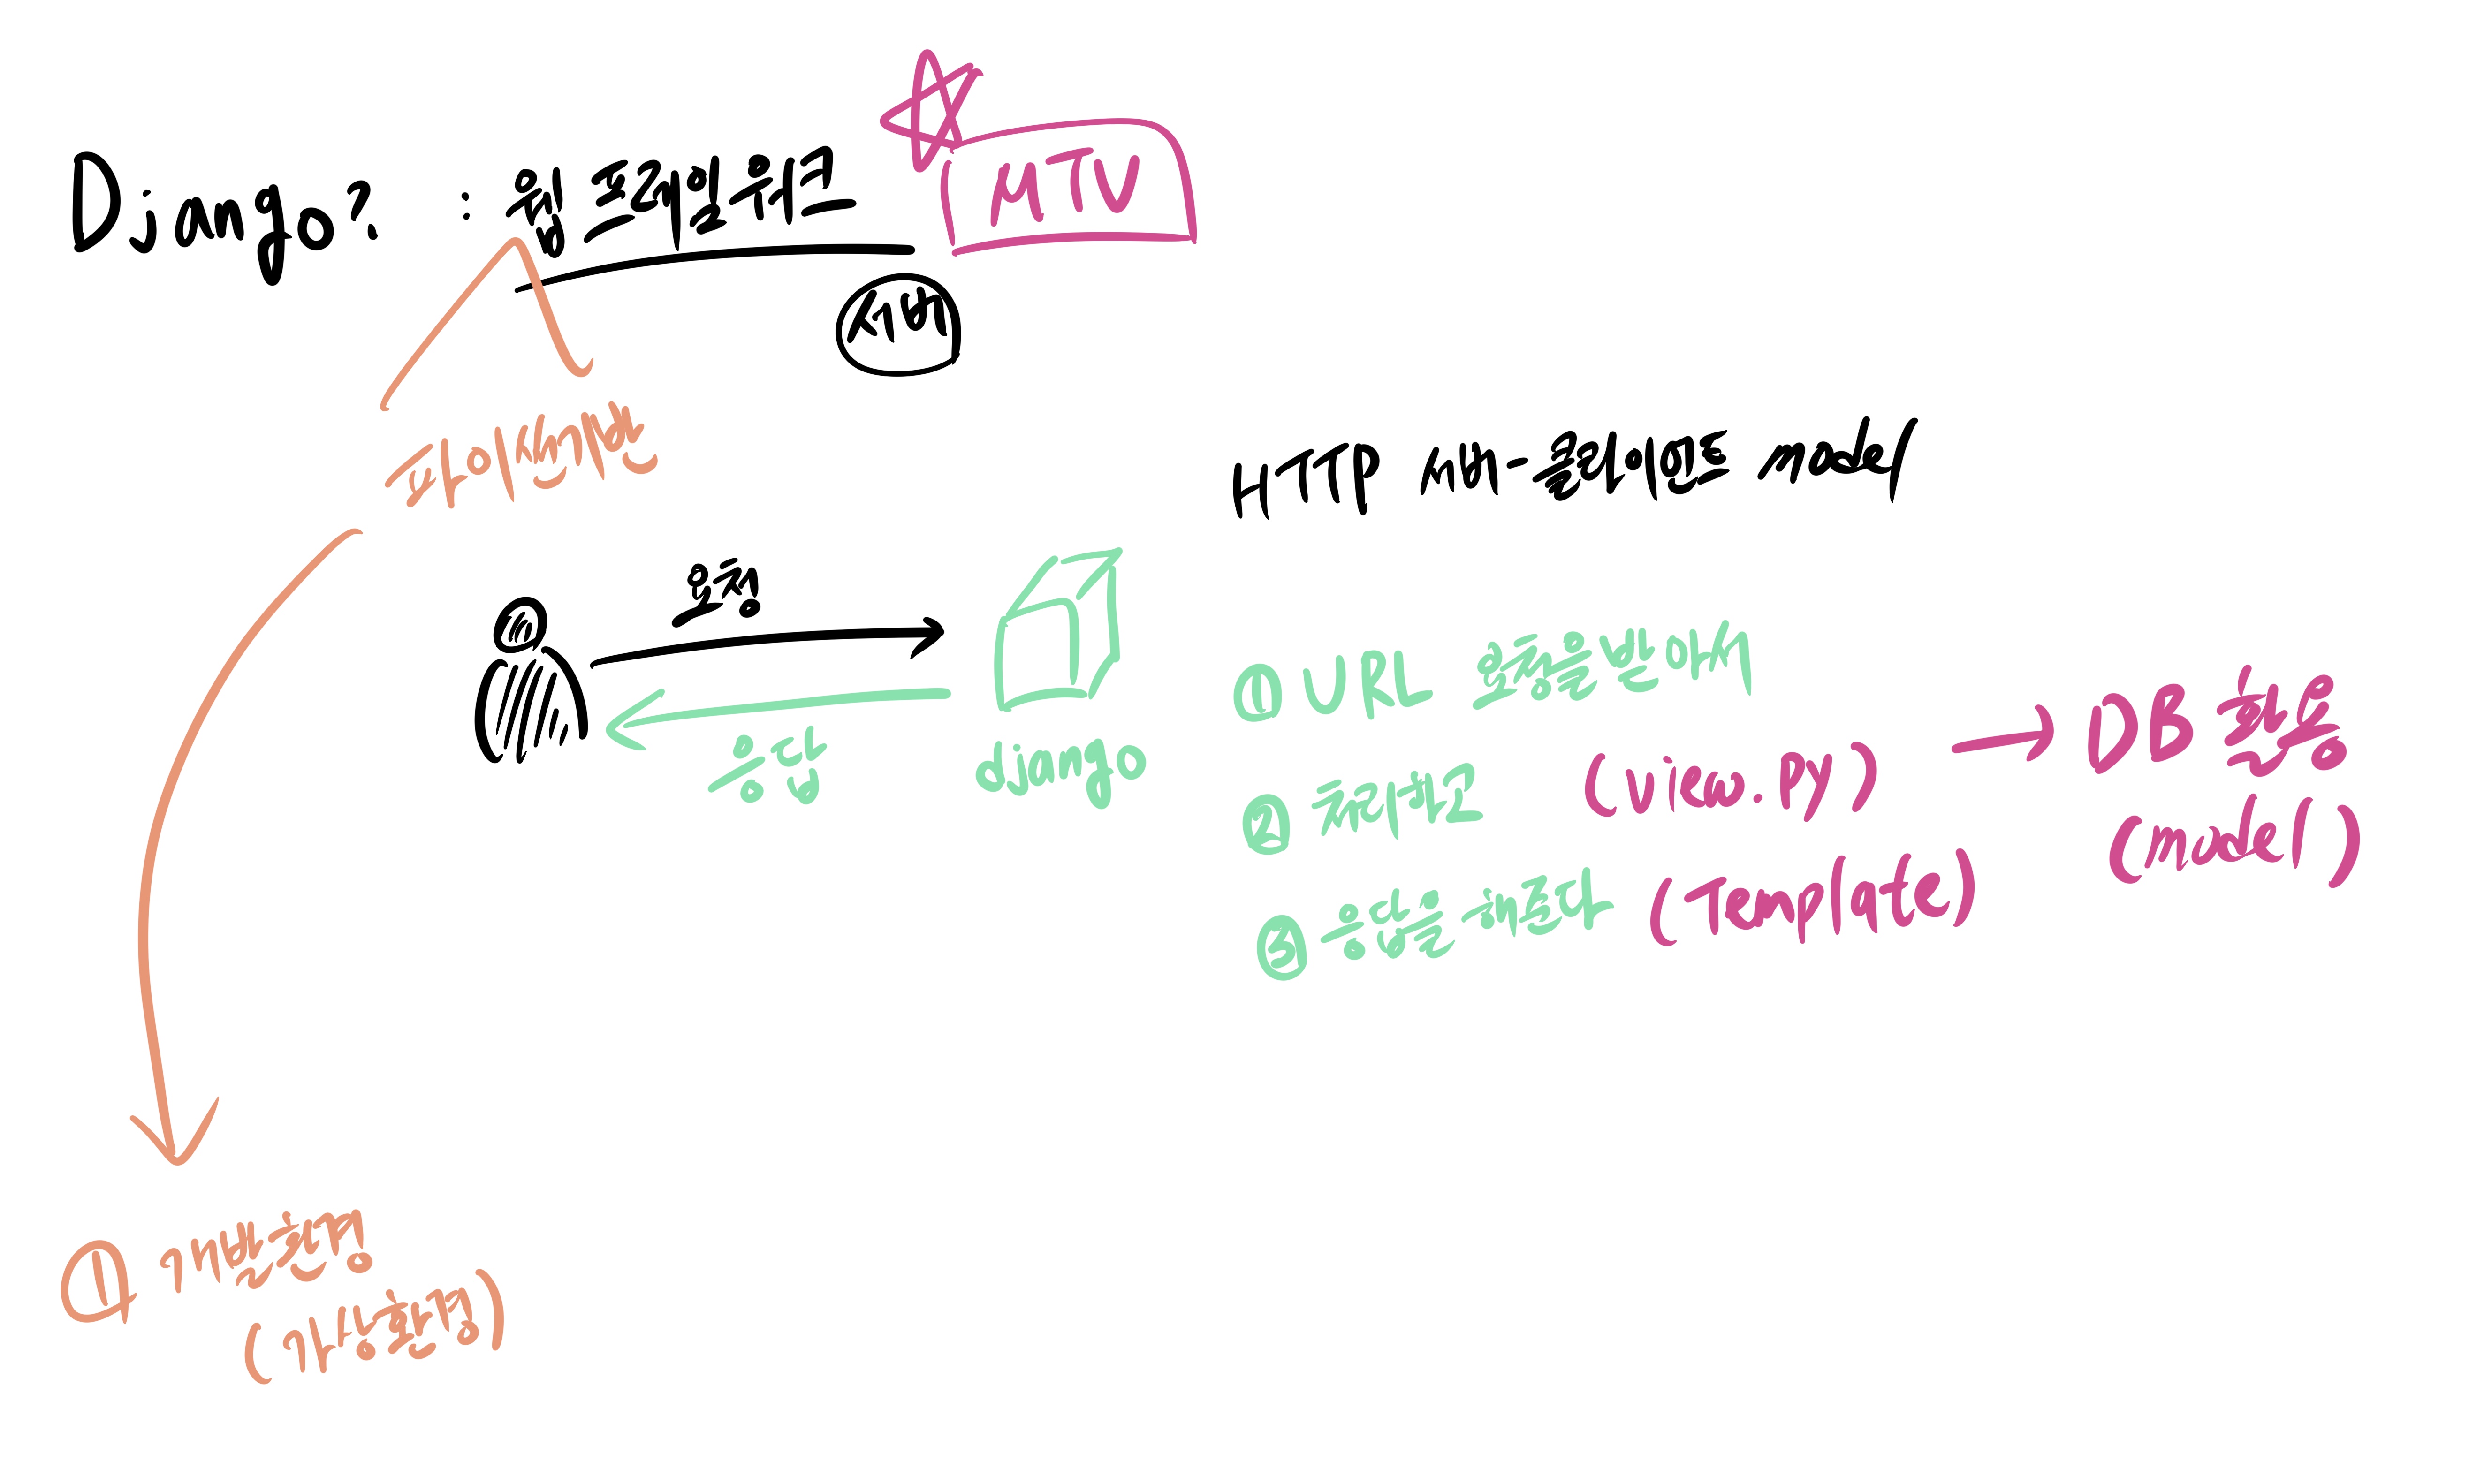 Django? : 웹 프레임워크 MTV
서버
파이썬기반
HTTP 서버-클라이언트 model
요청
응답
django
① URL 요청을 받아서
② 처리하고 (view.py) → DB 활용
(model)
③ 응답을 해준다 (Template)
① 개발환경
(가상환경)